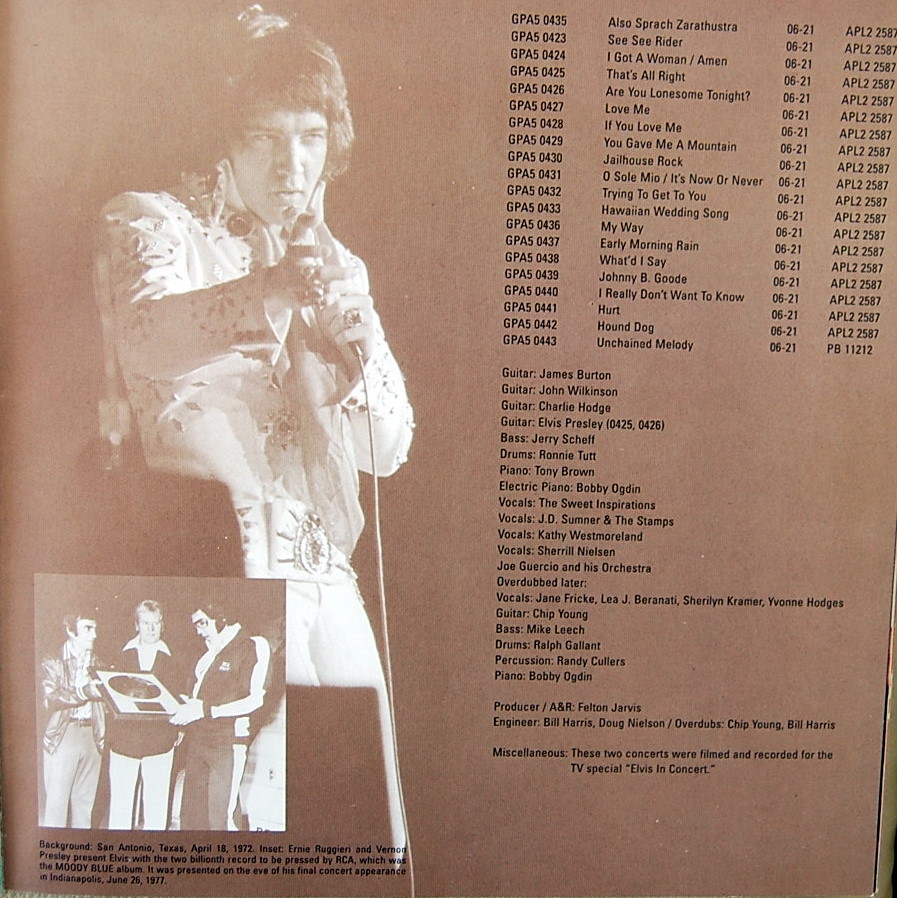 GPA5 0435 Also Sprach Zarathustra 06-21 APL2 2587
GPA5 0423 See See Rider 06-21 APL2 2587
GPA5 0424 I Got A Woman / Amen 06-21 APL2 2587
GPA5 0425 That's All Right 06-21 APL2 2587
GPA5 0426 Are You Lonesome Tonight? 06-21 APL2 2587
GPA5 0427 Love Me 06-21 APL2 2587
GPA5 0428 If You Love Me 06-21 APL2 2587
GPA5 0429 You Gave Me A Mountain 06-21 APL2 2587
GPA5 0430 Jailhouse Rock 06-21 APL2 2587
GPA5 0431 O Sole Mio / It's Now Or Never 06-21 APL2 2587
GPA5 0432 Trying To Get To You 06-21 APL2 2587
GPA5 0433 Hawaiian Wedding Song 06-21 APL2 2587
GPA5 0436 My Way 06-21 APL2 2587
GPA5 0437 Early Morning Rain 06-21 APL2 2587
GPA5 0438 What'd I Say 06-21 APL2 2587
GPA5 0439 Johnny B. Goode 06-21 APL2 2587
GPA5 0440 I Really Don't Want To Know 06-21 APL2 2587
GPA5 0441 Hurt 06-21 APL2 2587
GPA5 0442 Hound Dog 06-21 APL2 2587
GPA5 0443 Unchained Melody 06-21 PB 11212
Guitar: James Burton
Guitar: John Wilkinson
Guitar: Charlie Hodge
Guitar: Elvis Presley (0425, 0426)
Bass: Jerry Scheff
Drums: Ronnie Tutt
Piano: Tony Brown
Electric Piano: Bobby Ogdin
Vocals: The Sweet Inspirations
Vocals: J.D. Sumner & The Stamps
Vocals: Kathy Westmoreland
Vocals: Sherrill Nielsen
Joe Guercio and his Orchestra
Overdubbed later:
Vocals: Jane Fricke, Lea J. Beranati, Sherilyn Kramer, Yvonne Hodges
Guitar: Chip Young
Bass: Mike Leech
Drums: Ralph Gallant
Percussion: Randy Cullers
Piano: Bobby Ogdin
Producer / A&R: Felton Jarvis
Engineer: Bill Harris, Doug Nielson / Overdubs: Chip Young, Bill Harris
Miscellaneous: These two concerts were filmed and recorded for the
TV special "Elvis In Concert."
Background: San Antonio, Texas, April 18, 1972. Inset: Ernie Ruggieri and Vernon
Presley present Elvis with the two billionth record to be pressed by RCA, which was
the MOODY BLUE album. It was presented on the eve of his final concert appearance
in Indianapolis, June 26, 1977.